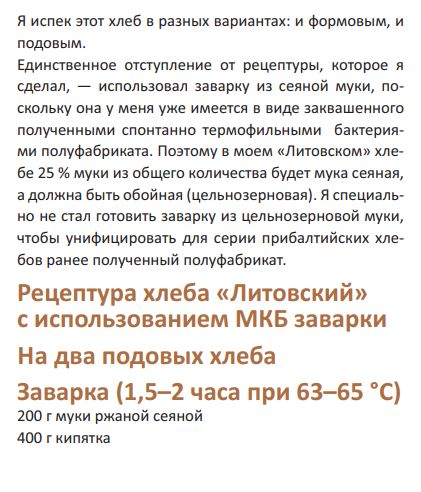 Я испек этот хлеб в разных вариантах: и формовым, и
подовым.
Единственное отступление от рецептуры, которое я
сделал, — использовал заварку из сеяной муки, по-
скольку она у меня уже имеется в виде заквашенного
полученными спонтанно термофильными бактерия-
ми полуфабриката. Поэтому в моем «Литовском» хле-
бе 25 % муки из общего количества будет мука сеяная,
а должна быть обойная (цельнозерновая). Я специаль-
но не стал готовить заварку из цельнозерновой муки,
чтобы унифицировать для серии прибалтийских хле-
бов ранее полученный полуфабрикат.
Рецептура хлеба «Литовский»
с использованием МКБ заварки
На два подовых хлеба
Заварка (1,5–2 часа при 63–65 °С)
200 г муки ржаной сеяной
400 г кипятка